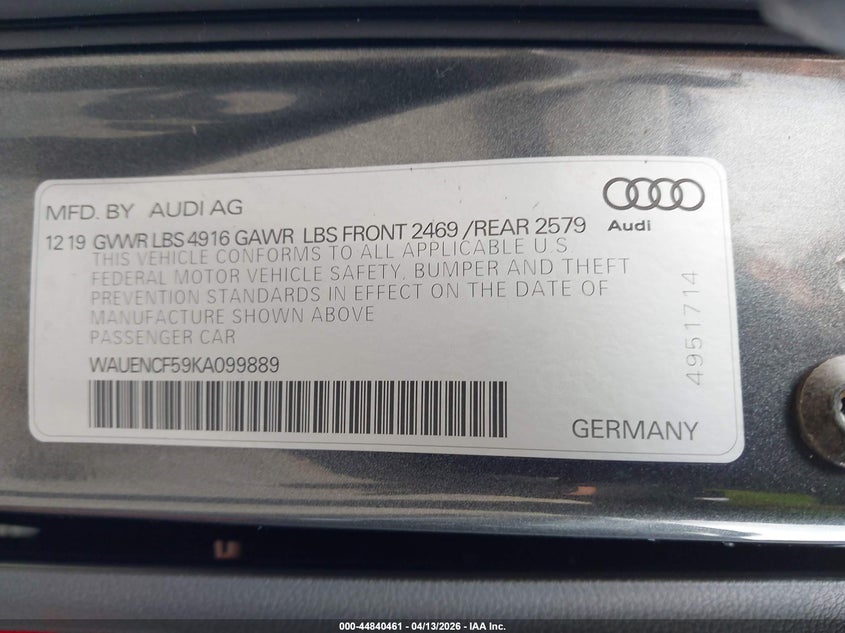 MFD. BY AUDI AG
Audi
12 19 GVWR LBS 4916 GAWR LBS FRONT 2469 /REAR 2579
THIS VEHICLE CONFORMS TO ALL APPLICABLE U.S
FEDERAL MOTOR VEHICLE SAFETY, BUMPER AND THEFT
PREVENTION STANDARDS IN EFFECT ON THE DATE OF
MANUFACTURE SHOWN ABOVE
PASSENGER CAR
WAUENCF59KA099889
GERMANY
4951714
000-44840461 - 04/13/2026 - IAA Inc.